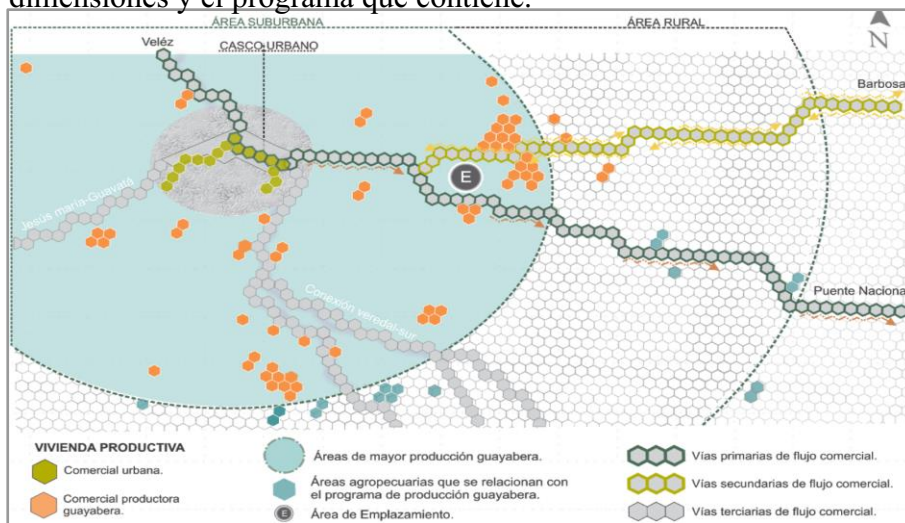 dimensiones y el programa que contiene.
ÁREA SUBURBANA
ÁREA RURAL
N
Veléz
CASCO URBANO
Barbosa
E
Jesús maría-Guavatá
Conexión veredal-sur
Puente Nacional
VIVIENDA PRODUCTIVA
Comercial urbana.
Comercial productora
guayabera.
Áreas de mayor producción guayabera.
Áreas agropecuarias que se relacionan con
el programa de producción guayabera.
E
Área de Emplazamiento.
Vías primarias de flujo comercial.
Vías secundarias de flujo comercial.
Vías terciarias de flujo comercial.